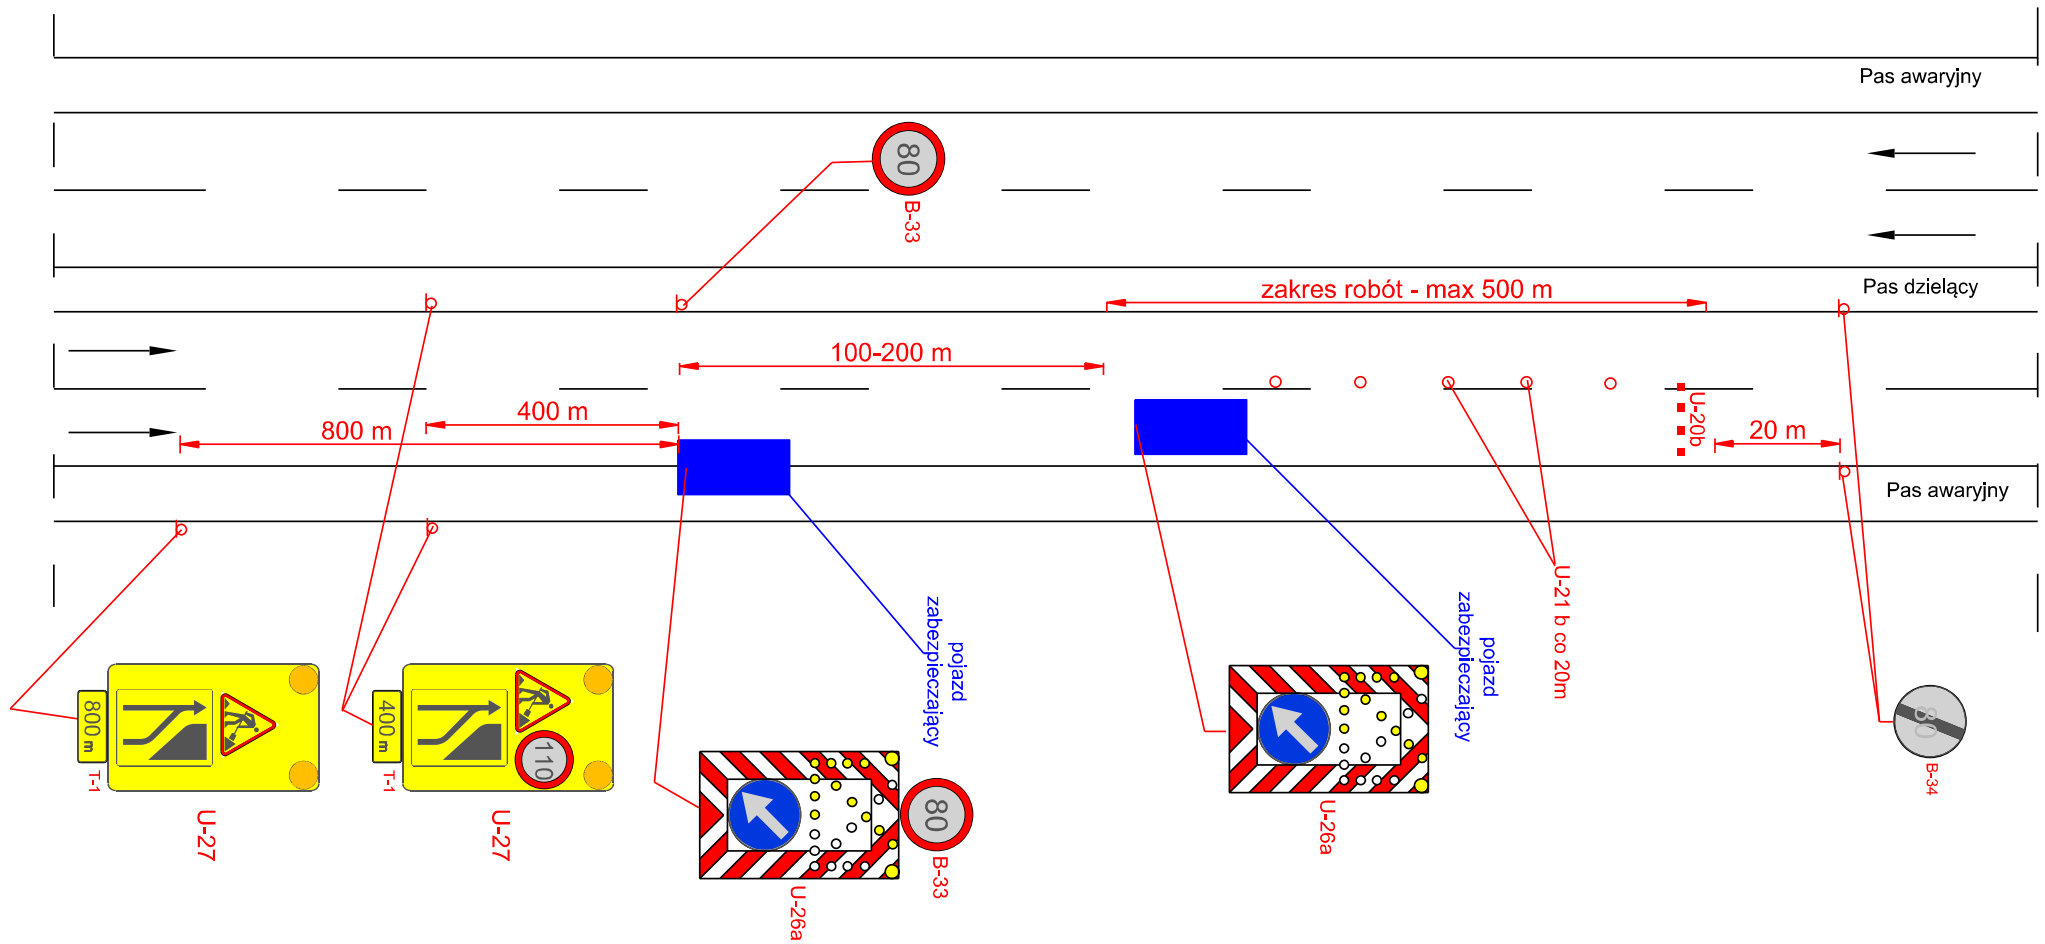 Pas awaryjny
80
B-33
Pas dzielący
zakres robót - max 500 m
100-200 m
400 m
800 m
U-20b
20 m
Pas awaryjny
pojazd
zabezpieczający
pojazd
zabezpieczający
U-21 b co 20m
800 m
T-1
U-27
400 m
T-1
110
U-27
80
B-33
U-26a
U-26a
80
B-34